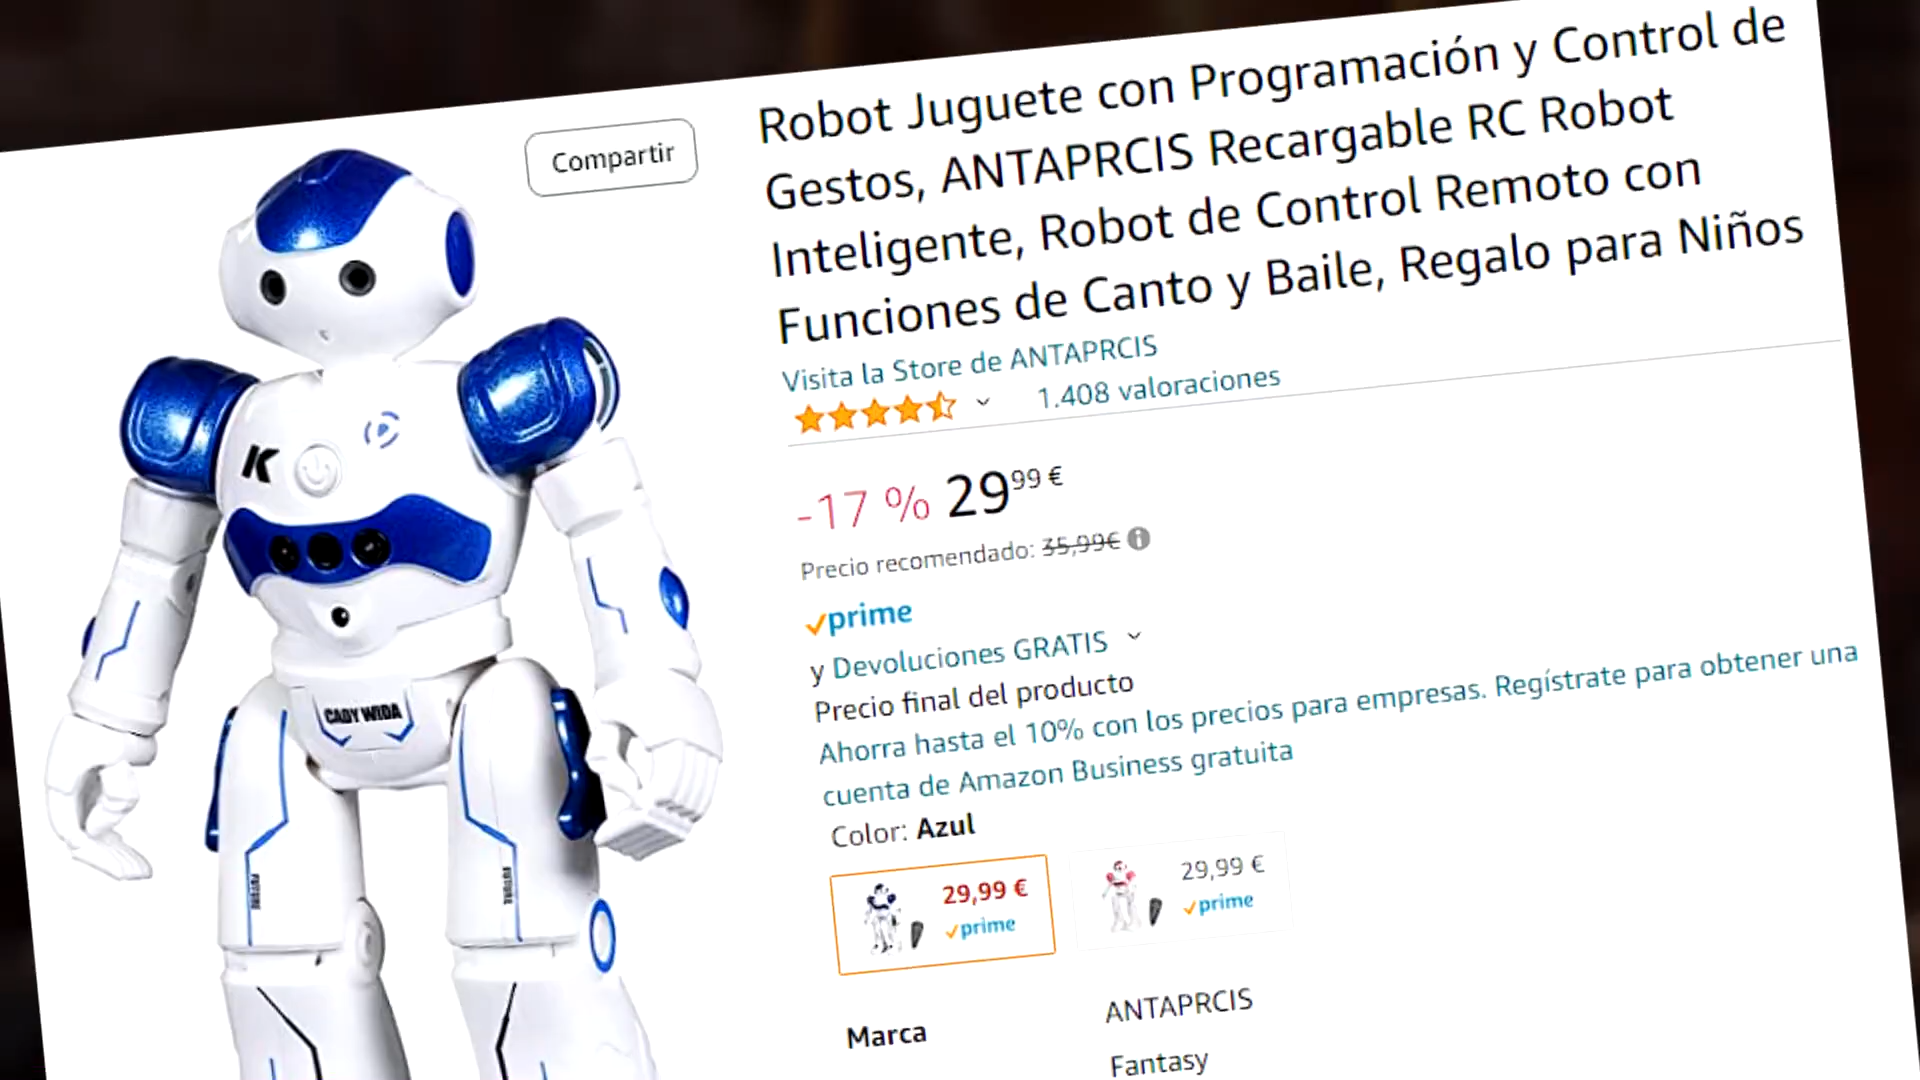 Compartir
Robot Juguete con Programación y Control de
Gestos, ANTAPRCIS Recargable RC Robot
Inteligente, Robot de Control Remoto con
Funciones de Canto y Baile, Regalo para Niños
Visita la Store de ANTAPRCIS
1.408 valoraciones
-17 % 29⁹⁹ €
Precio recomendado: 35,99€
prime
y Devoluciones GRATIS
Precio final del producto
Ahorra hasta el 10% con los precios para empresas. Regístrate para obtener una
cuenta de Amazon Business gratuita
Color: Azul
29,99 €
prime
29,99 €
prime
Marca ANTAPRCIS
Fantasy
K
CADY WIDA